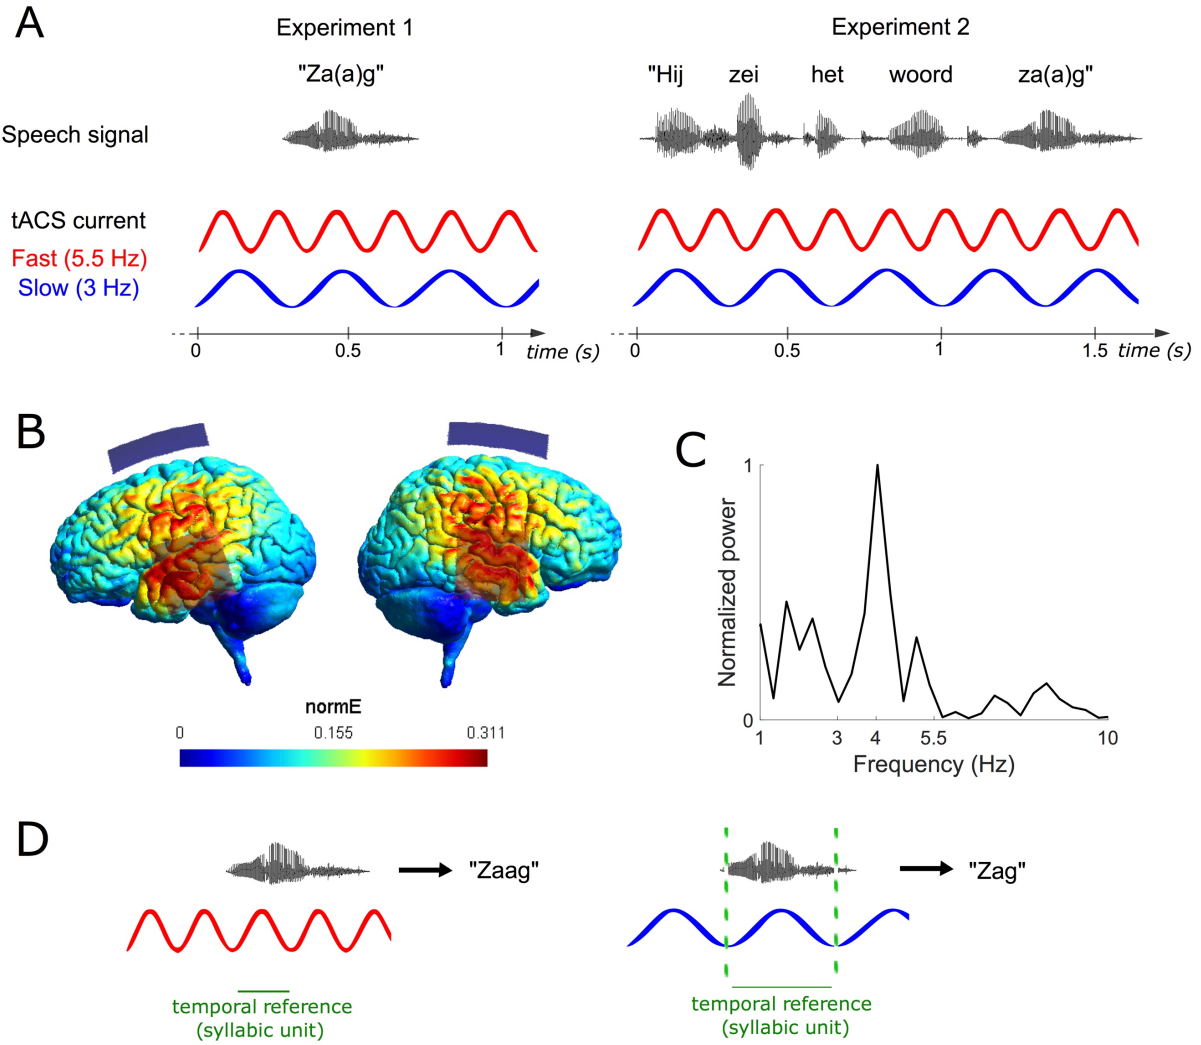 A
Experiment 1
Experiment 2
"Za(a)g"
"Hij zei het woord za(a)g"
Speech signal
tACS current
Fast (5.5 Hz)
Slow (3 Hz)
0 0.5 1 time (s)
0 0.5 1 1.5 time (s)
B
normE
0 0.155 0.311
C
Normalized power
1
0
1 3 4 5.5 10
Frequency (Hz)
D
"Zaag"
"Zag"
temporal reference
(syllabic unit)
temporal reference
(syllabic unit)